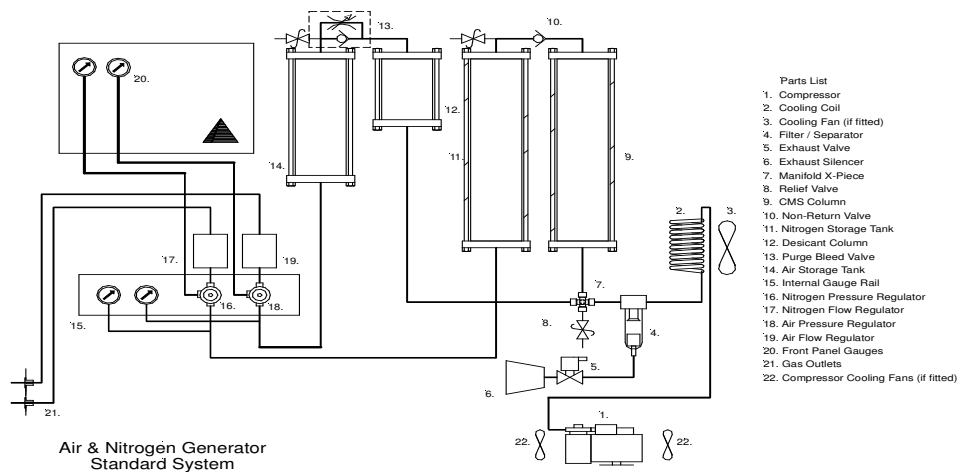 '13.
'10.
'20.
'12.
'14.
'11.
'9.
'2.
'3.
'17.
'19.
'7.
'16.
'18.
'15.
'8.
'4.
'5.
'6.
'21.
'1.
'22.
'22.
Air & Nitrogen Generator
Standard System
'Parts List
'1. Compressor
'2. Cooling Coil
'3. Cooling Fan (if fitted)
'4. Filter / Separator
'5. Exhaust Valve
'6. Exhaust Silencer
'7. Manifold X-Piece
'8. Relief Valve
'9. CMS Column
'10. Non-Return Valve
'11. Nitrogen Storage Tank
'12. Desicant Column
'13. Purge Bleed Valve
'14. Air Storage Tank
'15. Internal Gauge Rail
'16. Nitrogen Pressure Regulator
'17. Nitrogen Flow Regulator
'18. Air Pressure Regulator
'19. Air Flow Regulator
'20. Front Panel Gauges
'21. Gas Outlets
'22. Compressor Cooling Fans (if fitted)